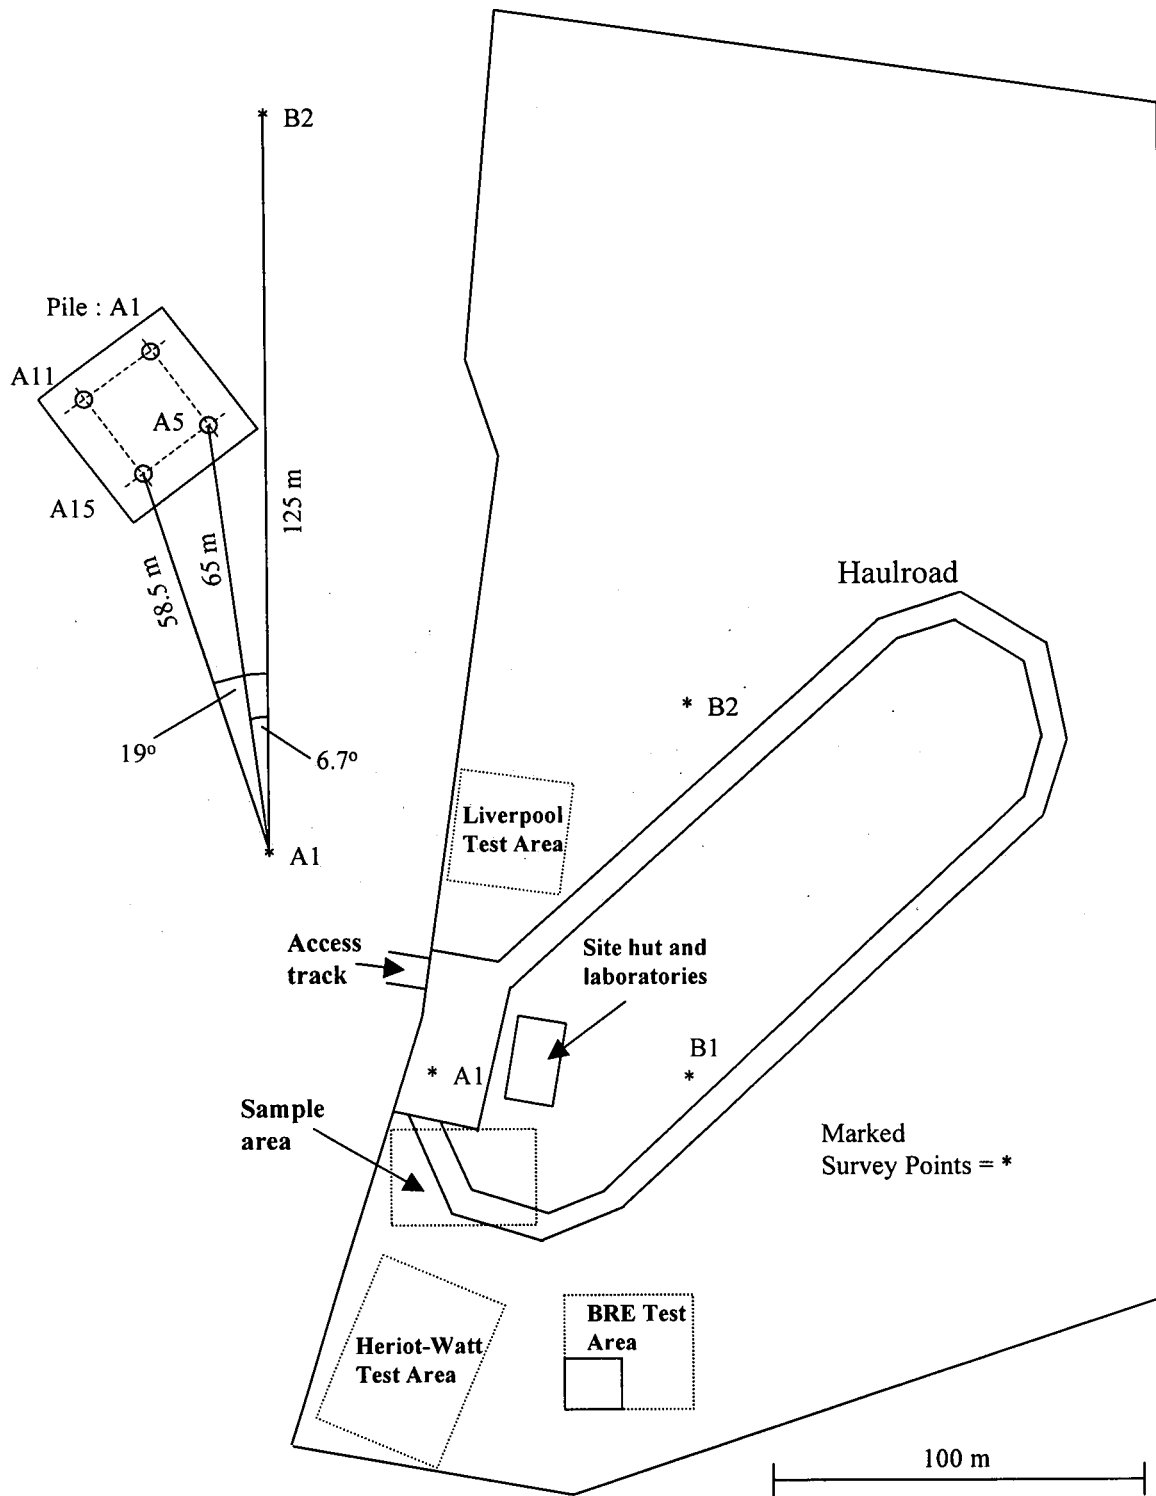 B2
Pile : A1
A11
A5
A15
125 m
65 m
58.5 m
19º
6.7º
A1
Haulroad
B2
Liverpool
Test Area
Access
track
Site hut and
laboratories
B1
A1
Sample
area
Marked
Survey Points = *
BRE Test
Area
Heriot-Watt
Test Area
100 m